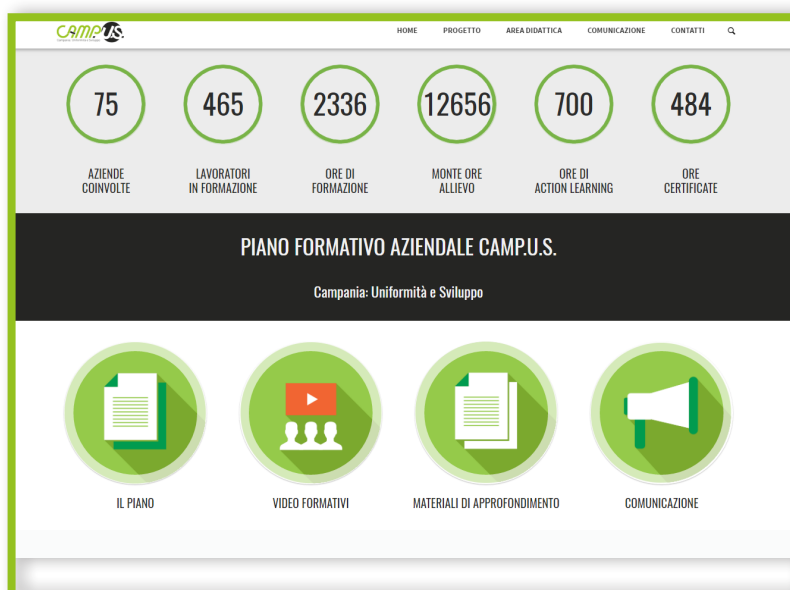 CAMP.U.S.
HOME PROGETTO AREA DIDATTICA COMUNICAZIONE CONTATTI
75 465 2336 12656 700 484
AZIENDE LAVORATORI ORE DI MONTE ORE ORE DI ORE
COINVOLTE IN FORMAZIONE FORMAZIONE ALLIEVO ACTION LEARNING CERTIFICATE
PIANO FORMATIVO AZIENDALE CAMP.U.S.
Campania: Uniformità e Sviluppo
IL PIANO VIDEO FORMATIVI MATERIALI DI APPROFONDIMENTO COMUNICAZIONE